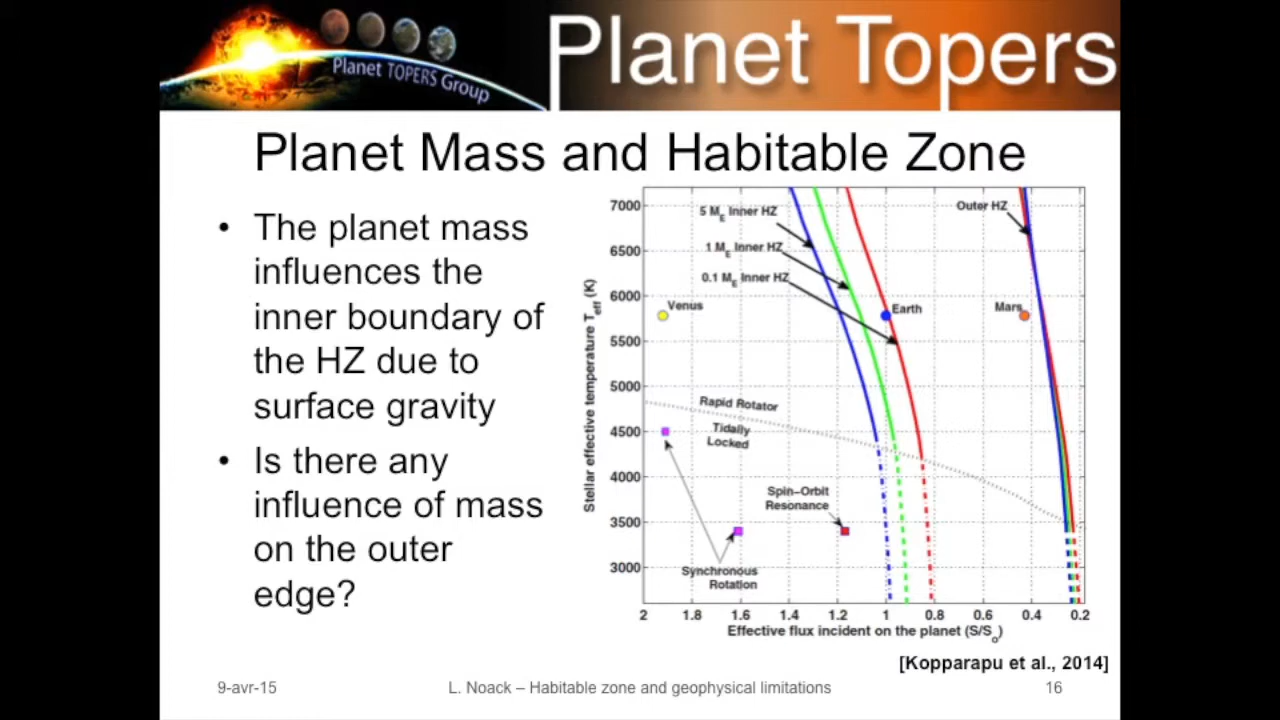 Planet TOPERS Group
Planet Topers
Planet Mass and Habitable Zone
• The planet mass
influences the
inner boundary of
the HZ due to
surface gravity
• Is there any
influence of mass
on the outer
edge?
7000
6500
6000
5500
5000
4500
4000
3500
3000
Stellar effective temperature T_eff (K)
5 M_E Inner HZ
1 M_E Inner HZ
0.1 M_E Inner HZ
Outer HZ
Venus
Earth
Mars
Rapid Rotator
Tidally
Locked
Spin–Orbit
Resonance
Synchronous
Rotation
2 1.8 1.6 1.4 1.2 1 0.8 0.6 0.4 0.2
Effective flux incident on the planet (S/S_o)
[Kopparapu et al., 2014]
9-avr-15
L. Noack – Habitable zone and geophysical limitations
16